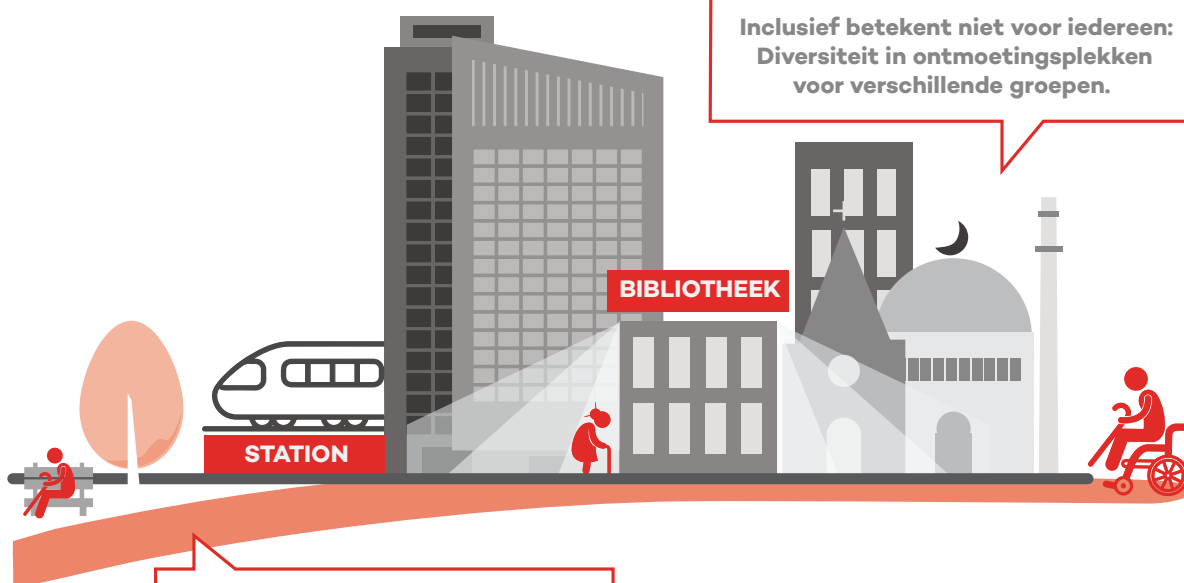 Inclusief betekent niet voor iedereen:
Diversiteit in ontmoetingsplekken
voor verschillende groepen.
BIBLIOTHEEK
STATION